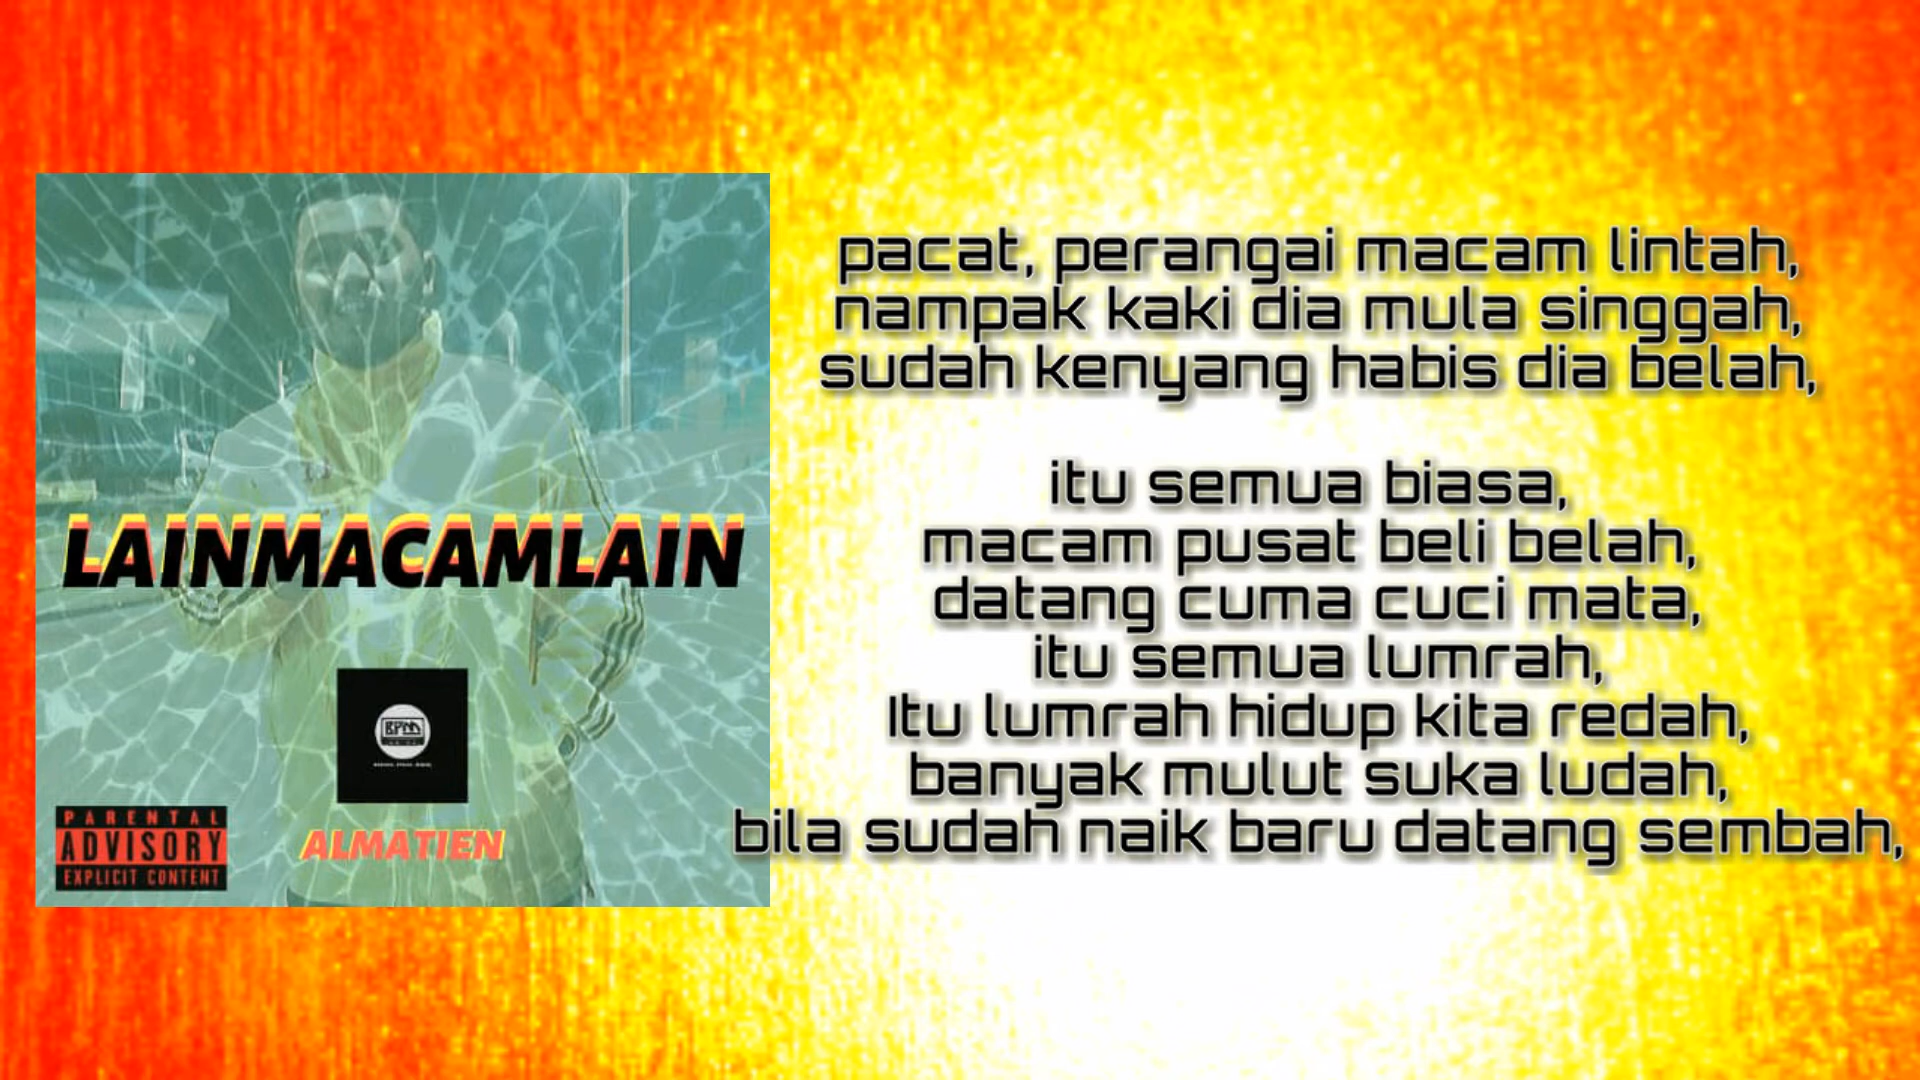 LAINMACAMLAIN
BPM
ALMATIEN
PARENTAL
ADVISORY
EXPLICIT CONTENT
pacat, perangai macam lintah,
nampak kaki dia mula singgah,
sudah kenyang habis dia belah,
itu semua biasa,
macam pusat beli belah,
datang cuma cuci mata,
itu semua lumrah,
Itu lumrah hidup kita redah,
banyak mulut suka ludah,
bila sudah naik baru datang sembah,